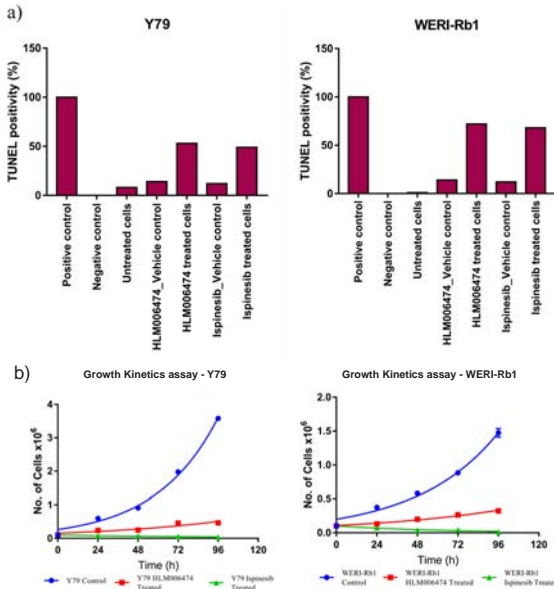 a)
Y79
TUNEL positivity (%)
150
100
50
0
Positive control
Negative control
Untreated cells
HLM006474_Vehicle control
HLM006474 treated cells
Ispinesib_Vehicle control
Ispinesib treated cells
WERI-Rb1
TUNEL positivity (%)
150
100
50
0
Positive control
Negative control
Untreated cells
HLM006474_Vehicle control
HLM006474 treated cells
Ispinesib_Vehicle control
Ispinesib treated cells
b)
Growth Kinetics assay - Y79
No. of Cells x10⁶
4
3
2
1
0
0 24 48 72 96 120
Time (h)
Y79 Control
Y79 HLM006474
Treated
Y79 Ispinesib
Treated
Growth Kinetics assay - WERI-Rb1
No. of Cells x10⁶
2.0
1.5
1.0
0.5
0.0
0 24 48 72 96 120
Time (h)
WERI-Rb1
Control
WERI-Rb1
HLM006474 Treated
WERI-Rb1
Ispinesib Treated